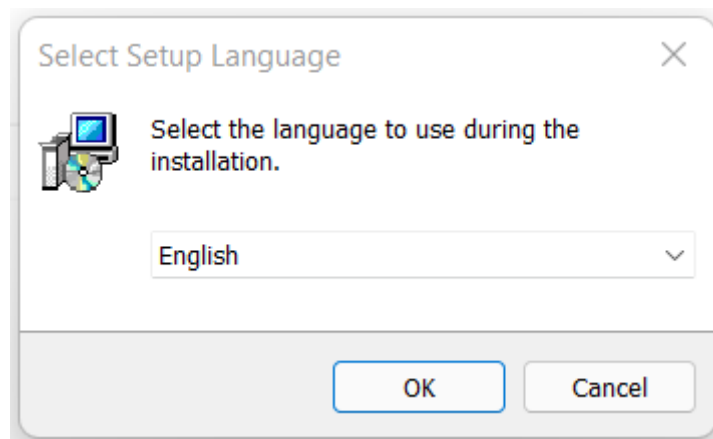 Select Setup Language
Select the language to use during the
installation.
English
OK
Cancel